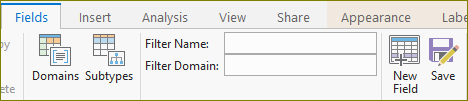 Fields Insert Analysis View Share Appearance
Domains Subtypes
Filter Name:
Filter Domain:
New Field
Save